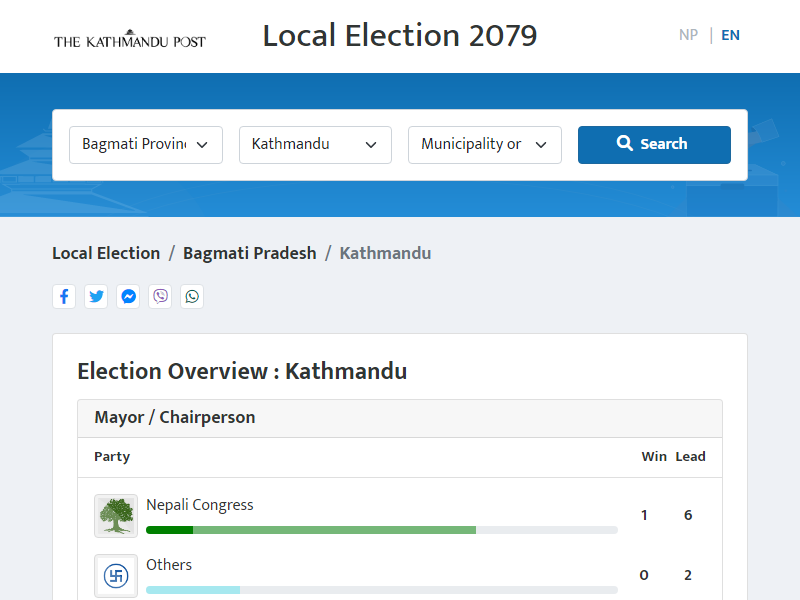 THE KATHMANDU POST
Local Election 2079
NP | EN
Bagmati Provin
Kathmandu
Municipality or
Search
Local Election / Bagmati Pradesh / Kathmandu
Election Overview : Kathmandu
Mayor / Chairperson
Party Win Lead
Nepali Congress 1 6
Others 0 2